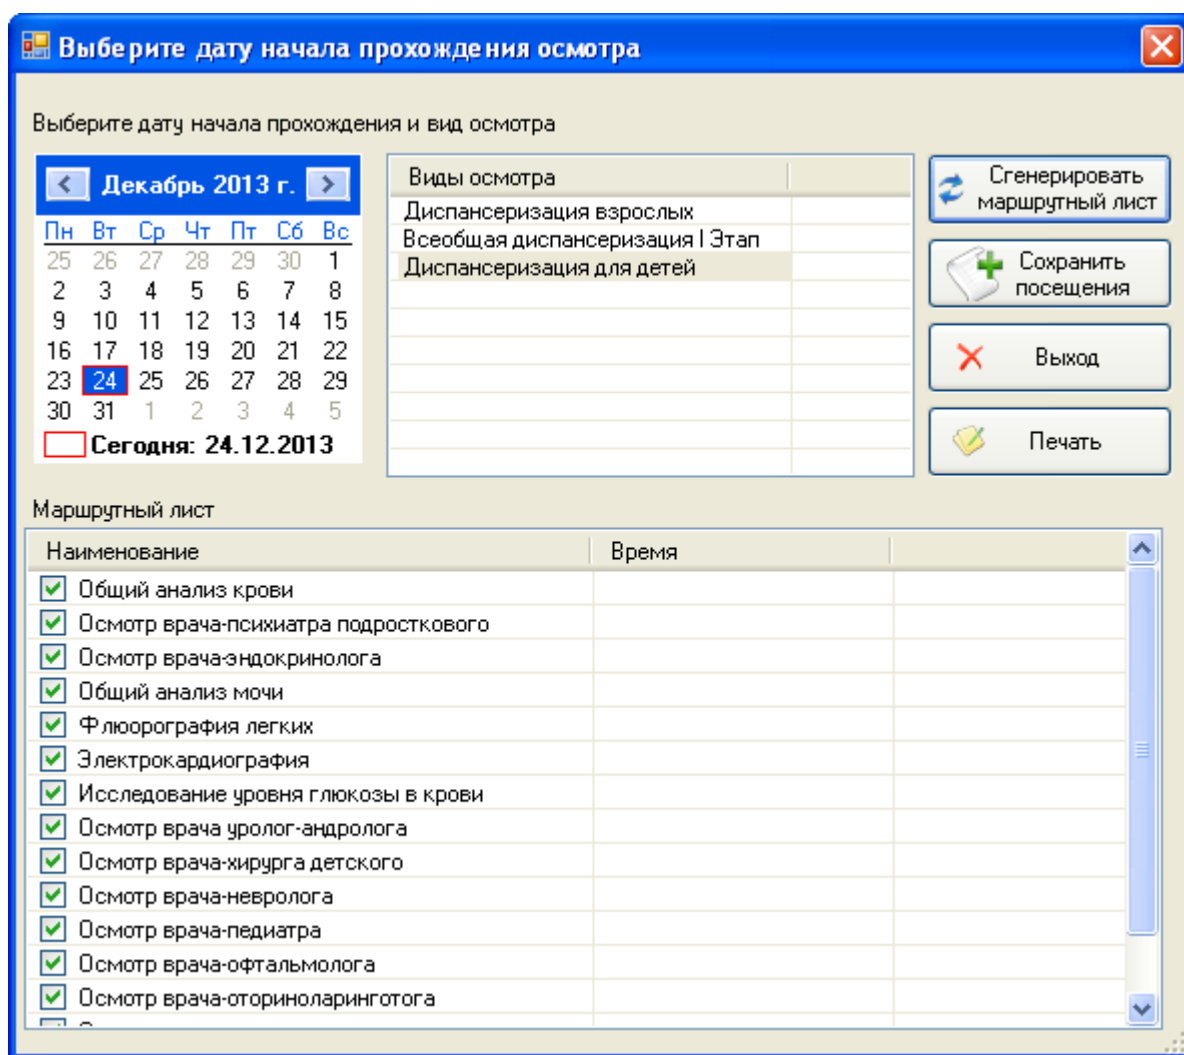 Выберите дату начала прохождения осмотра
Выберите дату начала прохождения и вид осмотра
Декабрь 2013 г.
Пн Вт Ср Чт Пт Сб Вс
25 26 27 28 29 30 1
2 3 4 5 6 7 8
9 10 11 12 13 14 15
16 17 18 19 20 21 22
23 24 25 26 27 28 29
30 31 1 2 3 4 5
Сегодня: 24.12.2013
Виды осмотра
Диспансеризация взрослых
Всеобщая диспансеризация I Этап
Диспансеризация для детей
Сгенерировать
маршрутный лист
Сохранить
посещения
Выход
Печать
Маршрутный лист
Наименование Время
Общий анализ крови
Осмотр врача-психиатра подросткового
Осмотр врача-эндокринолога
Общий анализ мочи
Флюорография легких
Электрокардиография
Исследование уровня глюкозы в крови
Осмотр врача уролог-андролога
Осмотр врача-хирурга детского
Осмотр врача-невролога
Осмотр врача-педиатра
Осмотр врача-офтальмолога
Осмотр врача-оториноларинготога